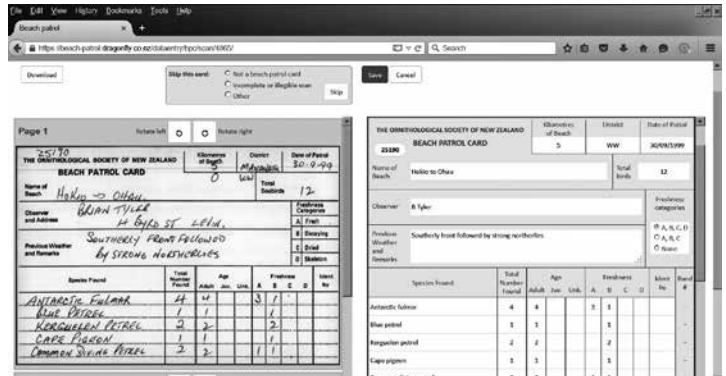 File Edit View History Bookmarks Tools Help
Beach patrol × +
https://beach-patrol.dragonfly.co.nz/dataentry/bpc/scan/4865/
Search
Download
Skip this card:
Not a beach patrol card
Incomplete or illegible scan
Other
Skip
Save Cancel
Page 1 Rotate left Rotate right
25190
THE ORNITHOLOGICAL SOCIETY OF NEW ZEALAND
BEACH PATROL CARD
Kilometres of Beach 5 0
District MANAWATU WW
Date of Patrol 30-9-99
Name of Beach HOKIO → OHAU.
Total Seabirds 12
Observer and Address BRIAN TYLER
4 BYRD ST LEVIN.
Freshness Categories
A Fresh
B Decaying
C Dried
D Skeleton
Previous Weather and Remarks SOUTHERLY FRONT FOLLOWED
by STRONG NORTHERLIES
Species Found Total Number Found Age Freshness Ident No
Adult Juv. Unk. A B C D
ANTARCTIC FULMAR 4 4 3 1
BLUE PETREL 1 1 1
KERGUELEN PETREL 2 2 2
CAPE PIGEON 1 1 1
COMMON DIVING PETREL 2 2 1 1
THE ORNITHOLOGICAL SOCIETY OF NEW ZEALAND
25190 BEACH PATROL CARD
Kilometres of Beach 5
District WW
Date of Patrol 30/09/1999
Name of Beach Hokio to Ohau
Total birds 12
Observer B Tyler
Freshness categories
A, B, C, D
A, B, C
None
Previous Weather and Remarks Southerly front followed by strong northerlies
Species Found Total Number Found Age Freshness Ident No Band #
Adult Juv. Unk. A B C D
Antarctic fulmar 4 4 3 1
Blue petrel 1 1 1 -
Kerguelen petrel 2 2 2 -
Cape pigeon 1 1 1 -